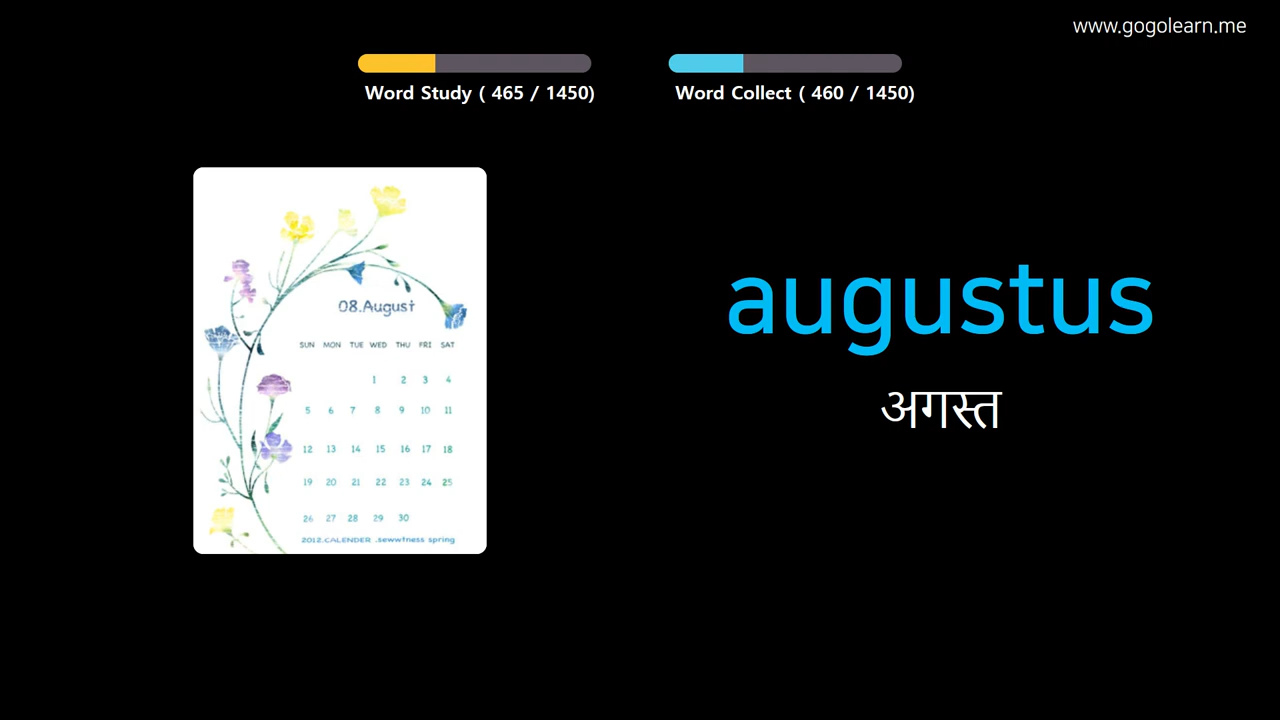 www.gogolearn.me
Word Study ( 465 / 1450)
Word Collect ( 460 / 1450)
08.August
SUN MON TUE WED THU FRI SAT
1 2 3 4
5 6 7 8 9 10 11
12 13 14 15 16 17 18
19 20 21 22 23 24 25
26 27 28 29 30
2012.CALENDER .sewwtness spring
augustus
अगस्त